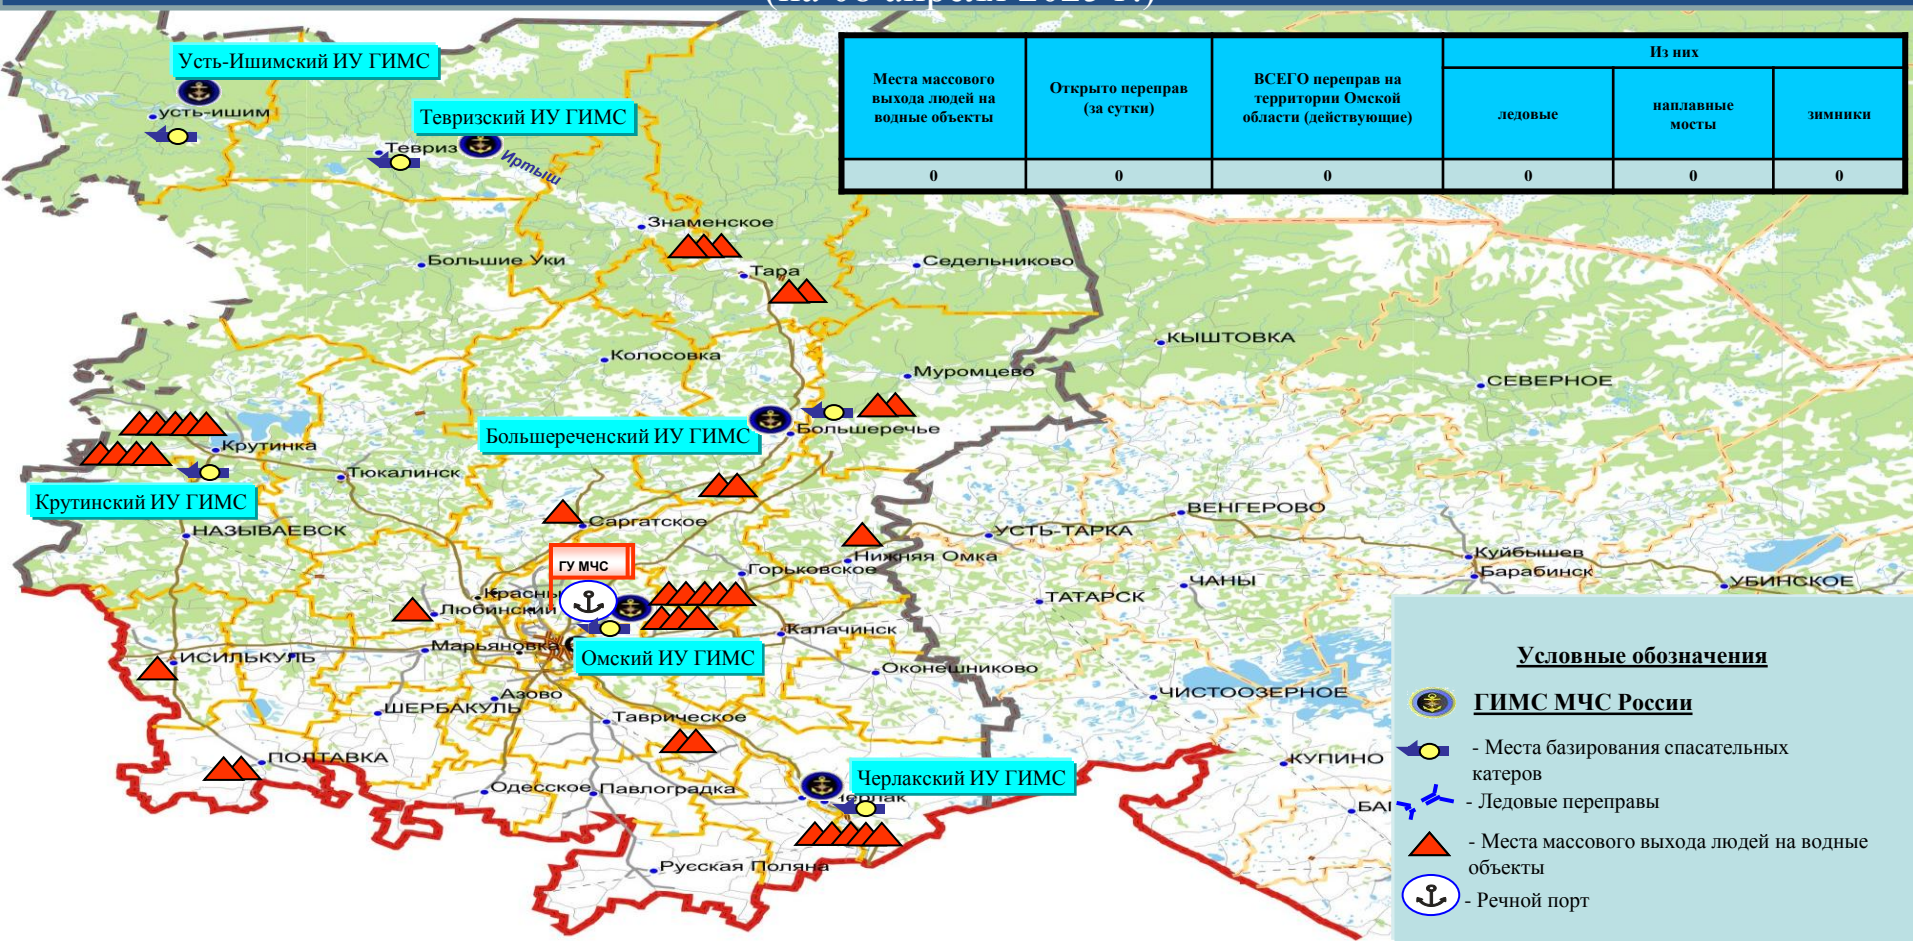 Усть-Ишимский ИУ ГИМС
усть-ишим
Тевризский ИУ ГИМС
Тевриз
Иртыш
Места массового
выхода людей на
водные объекты
Открыто переправ
(за сутки)
ВСЕГО переправ на
территории Омской
области (действующие)
Из них
ледовые
наплавные
мосты
зимники
0
0
0
0
0
0
Знаменское
Большие Уки
Тара
Седельниково
Колосовка
Муромцево
КЫШТОВКА
СЕВЕРНОЕ
Большереченский ИУ ГИМС
Большеречье
Крутинка
Тюкалинск
Крутинский ИУ ГИМС
НАЗЫВАЕВСК
Саргатское
ВЕНГЕРОВО
УСТЬ-ТАРКА
Нижняя Омка
Куйбышев
Барабинск
УБИНСКОЕ
ГУ МЧС
Горьковское
ЧАНЫ
ТАТАРСК
Красны
Любинский
Марьяновка
Калачинск
Омский ИУ ГИМС
ИСИЛЬКУЛЬ
Оконешниково
ЧИСТООЗЕРНОЕ
Азово
ШЕРБАКУЛЬ
Таврическое
ПОЛТАВКА
КУПИНО
Одесское
Павлоградка
Черлакский ИУ ГИМС
Черлак
Русская Поляна
Условные обозначения
ГИМС МЧС России
- Места базирования спасательных
катеров
- Ледовые переправы
- Места массового выхода людей на водные
объекты
- Речной порт